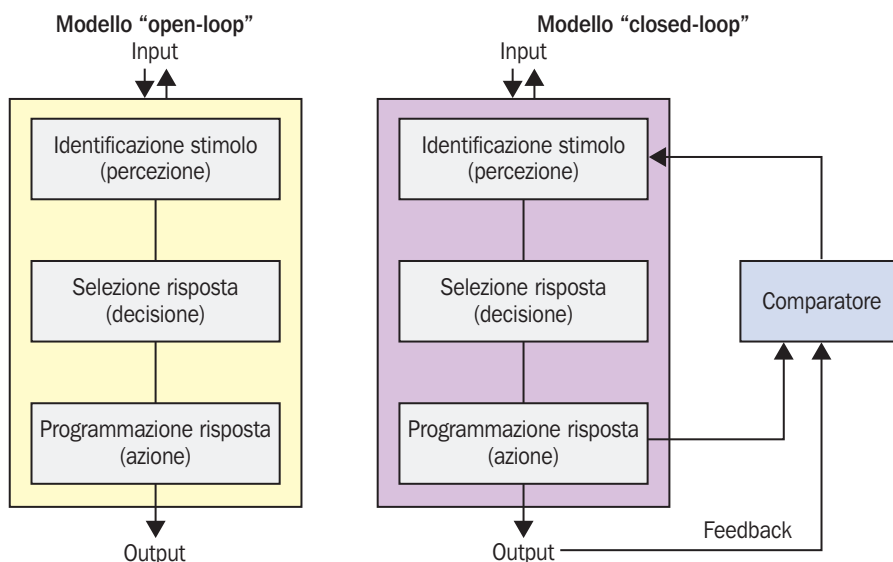 Modello “open-loop”
Input
Identificazione stimolo
(percezione)
Selezione risposta
(decisione)
Programmazione risposta
(azione)
Output
Modello “closed-loop”
Input
Identificazione stimolo
(percezione)
Selezione risposta
(decisione)
Programmazione risposta
(azione)
Output
Comparatore
Feedback